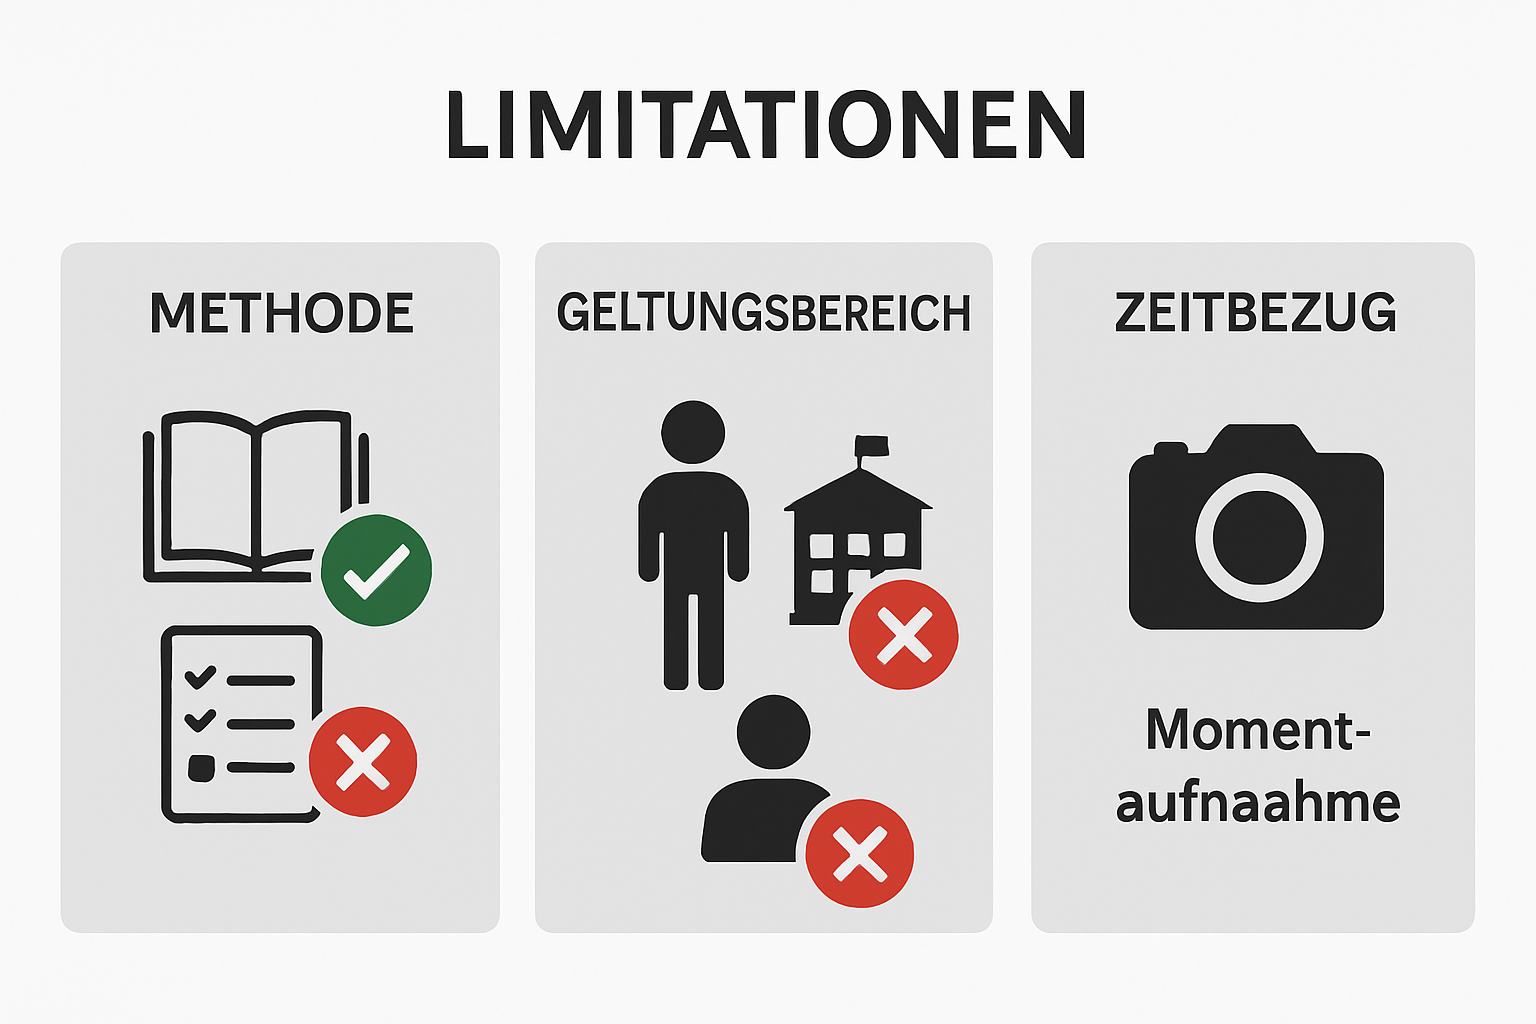 LIMITATIONEN
METHODE
GELTUNGSBEREICH
ZEITBEZUG
Moment-
aufnaahme